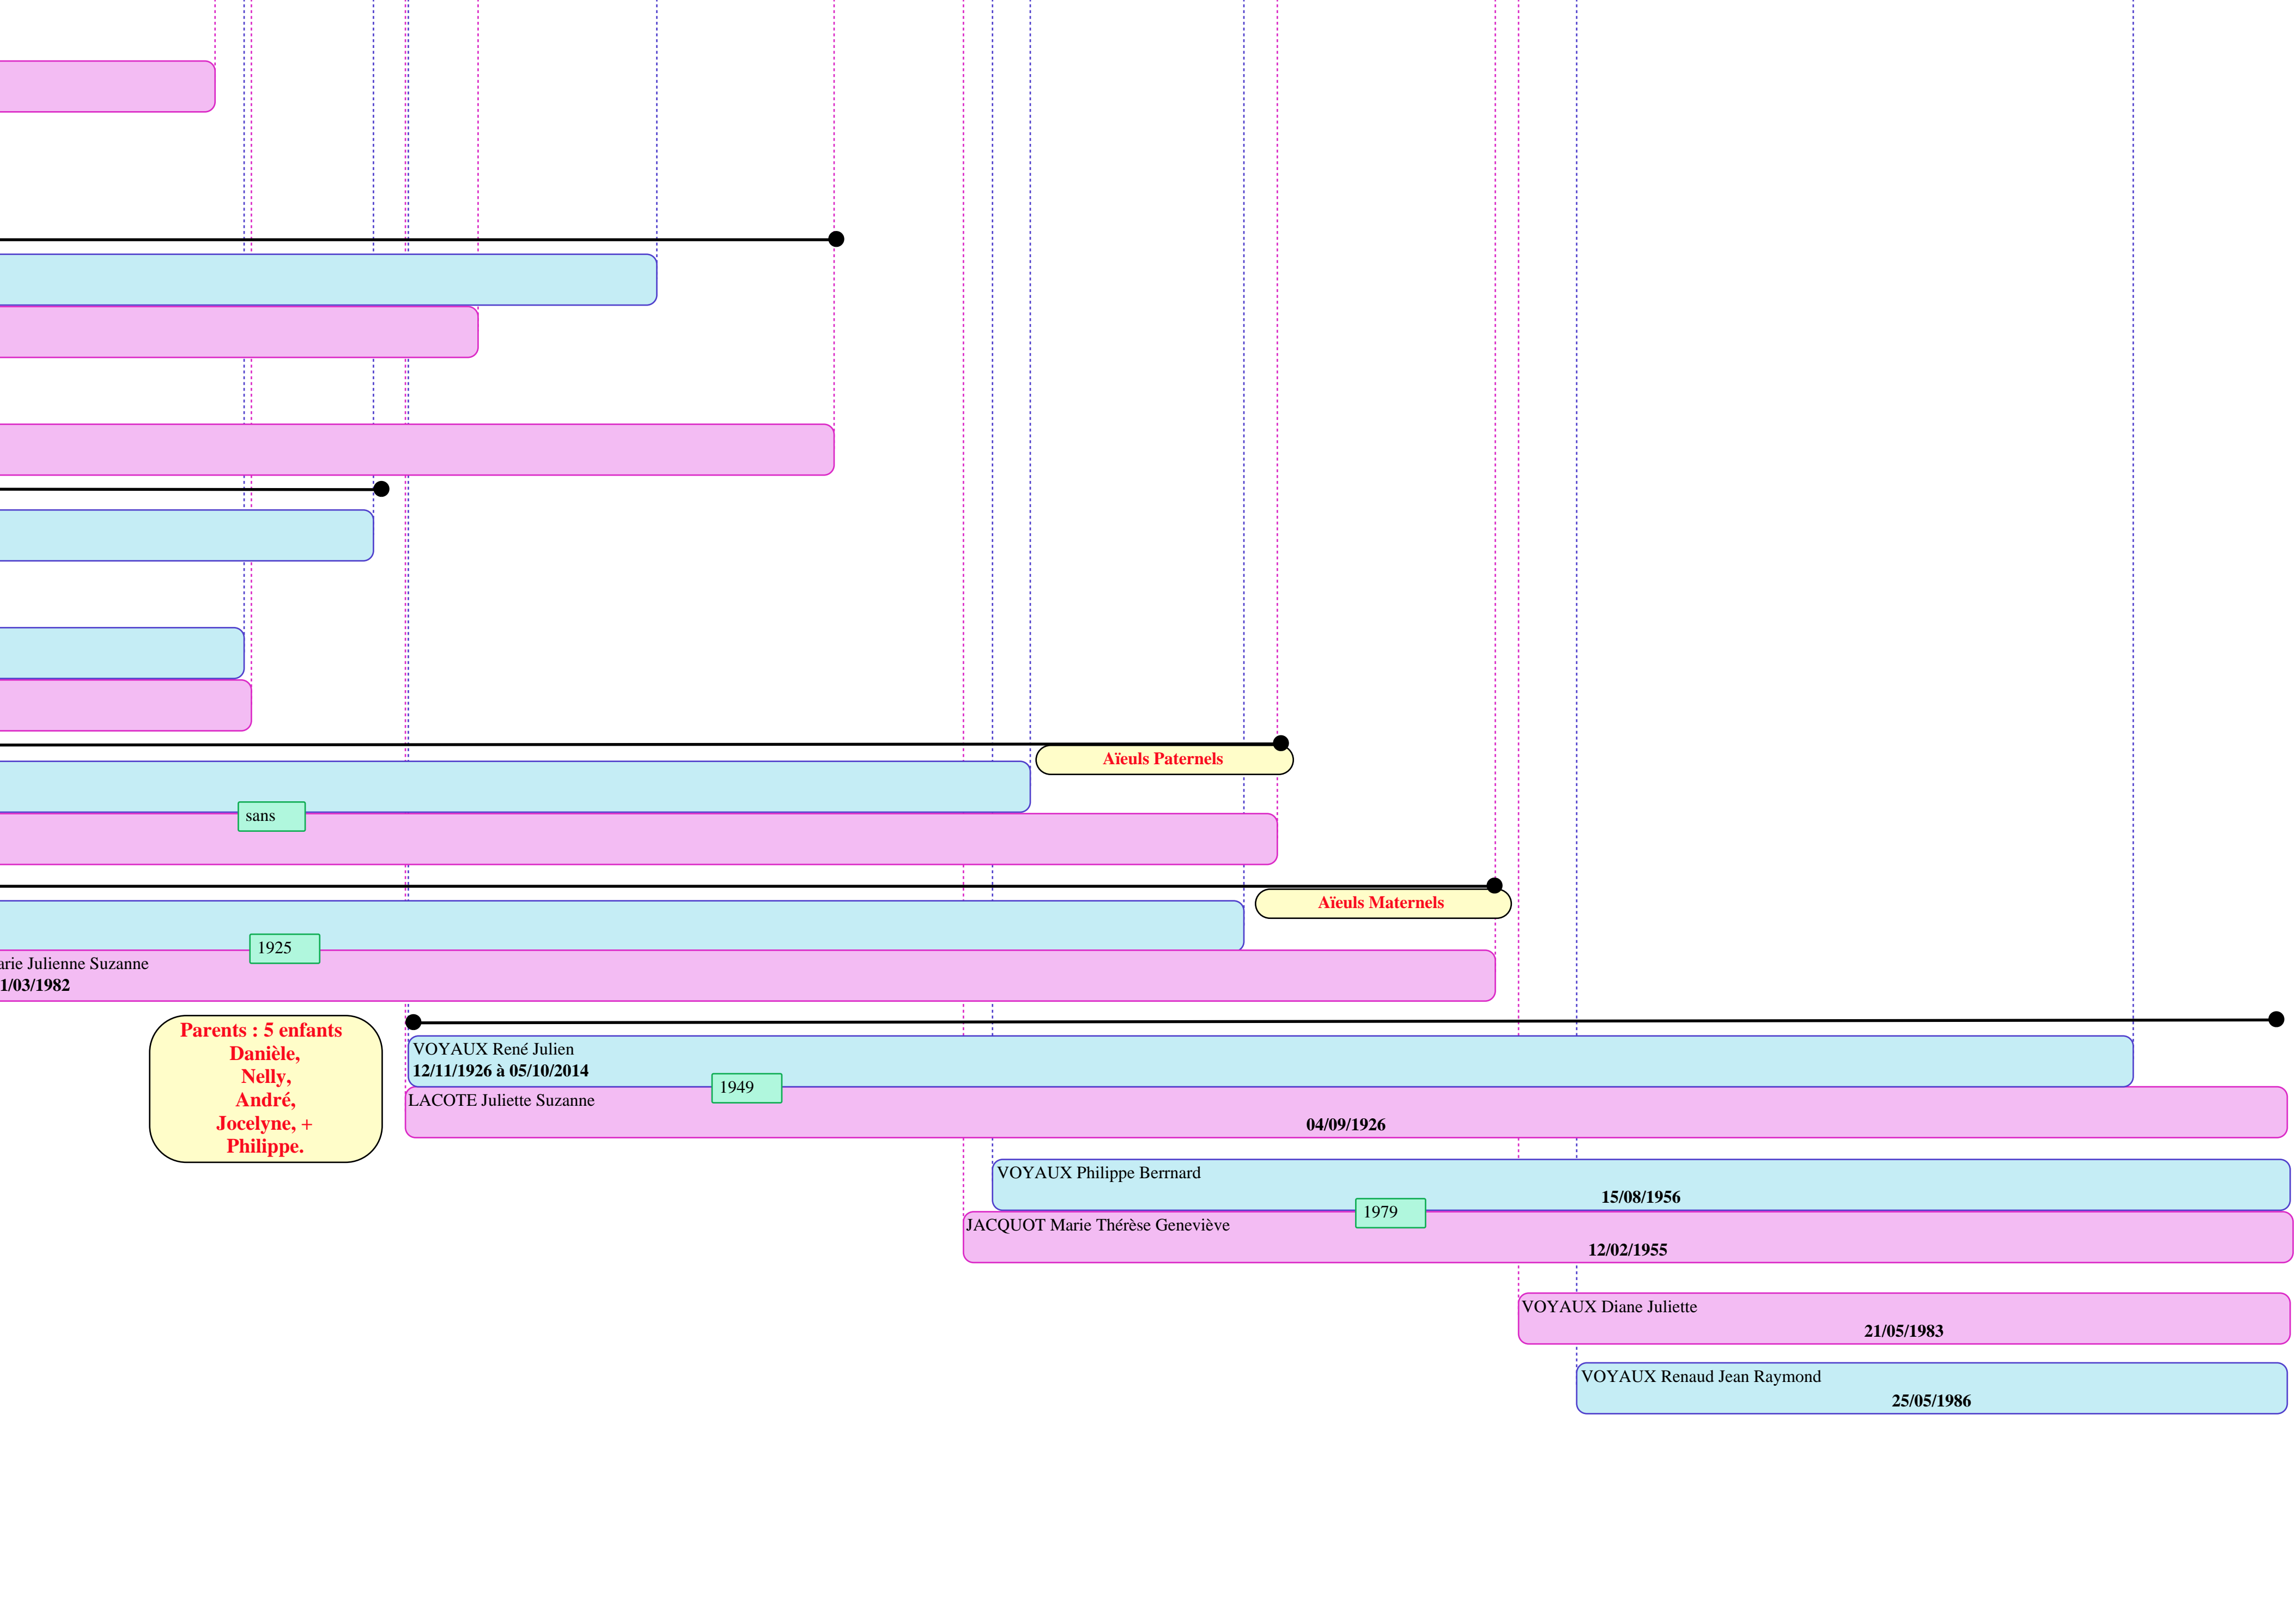 Aïeuls Paternels
sans
Aïeuls Maternels
1925
arie Julienne Suzanne
1/03/1982
Parents : 5 enfants
Danièle,
Nelly,
André,
Jocelyne, +
Philippe.
VOYAUX René Julien
12/11/1926 à 05/10/2014
1949
LACOTE Juliette Suzanne
04/09/1926
VOYAUX Philippe Berrnard
15/08/1956
1979
JACQUOT Marie Thérèse Geneviève
12/02/1955
VOYAUX Diane Juliette
21/05/1983
VOYAUX Renaud Jean Raymond
25/05/1986